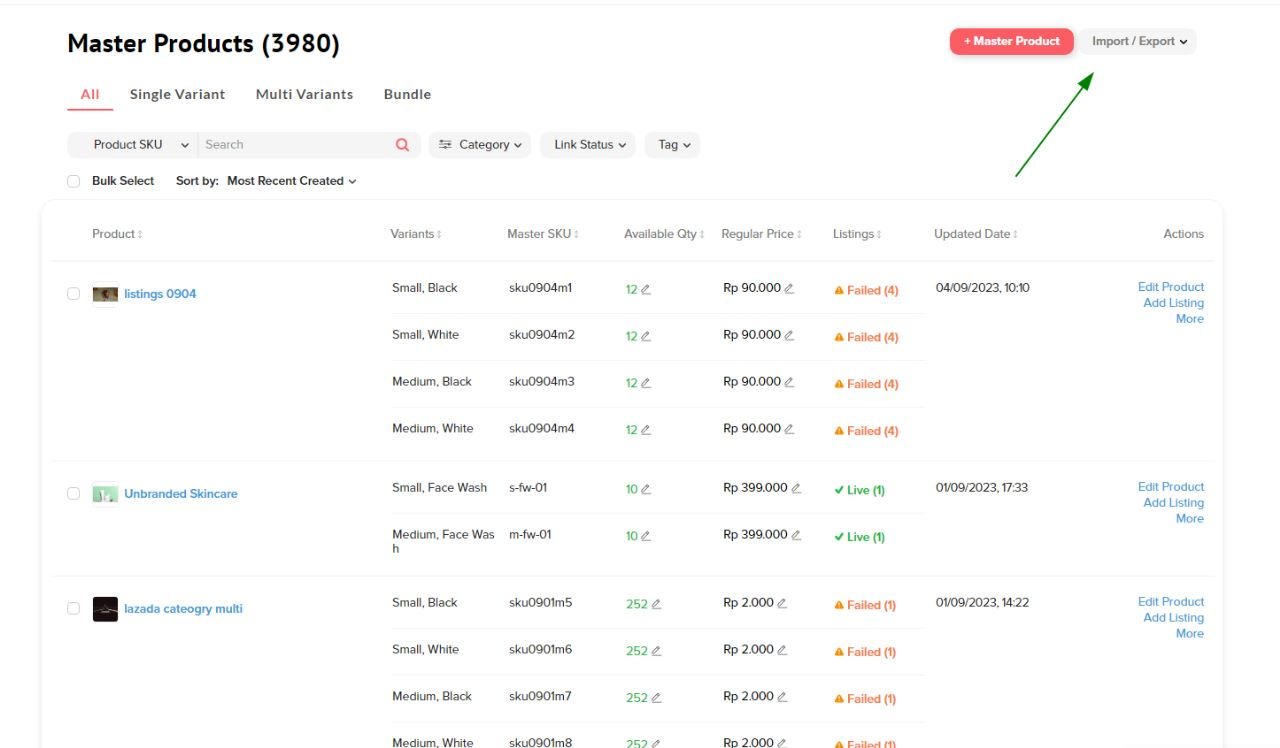 Master Products (3980)
+ Master Product
Import / Export
All
Single Variant
Multi Variants
Bundle
Product SKU
Search
Category
Link Status
Tag
Bulk Select
Sort by: Most Recent Created
Product
Variants
Master SKU
Available Qty
Regular Price
Listings
Updated Date
Actions
listings 0904
Small, Black
sku0904m1
12
Rp 90.000
Failed (4)
04/09/2023, 10:10
Edit Product
Add Listing
More
Small, White
sku0904m2
12
Rp 90.000
Failed (4)
Medium, Black
sku0904m3
12
Rp 90.000
Failed (4)
Medium, White
sku0904m4
12
Rp 90.000
Failed (4)
Unbranded Skincare
Small, Face Wash
s-fw-01
10
Rp 399.000
Live (1)
01/09/2023, 17:33
Edit Product
Add Listing
More
Medium, Face Was
h
m-fw-01
10
Rp 399.000
Live (1)
lazada cateogry multi
Small, Black
sku0901m5
252
Rp 2.000
Failed (1)
01/09/2023, 14:22
Edit Product
Add Listing
More
Small, White
sku0901m6
252
Rp 2.000
Failed (1)
Medium, Black
sku0901m7
252
Rp 2.000
Failed (1)
Medium, White
sku0901m8
252
Rp 2.000
Failed (1)